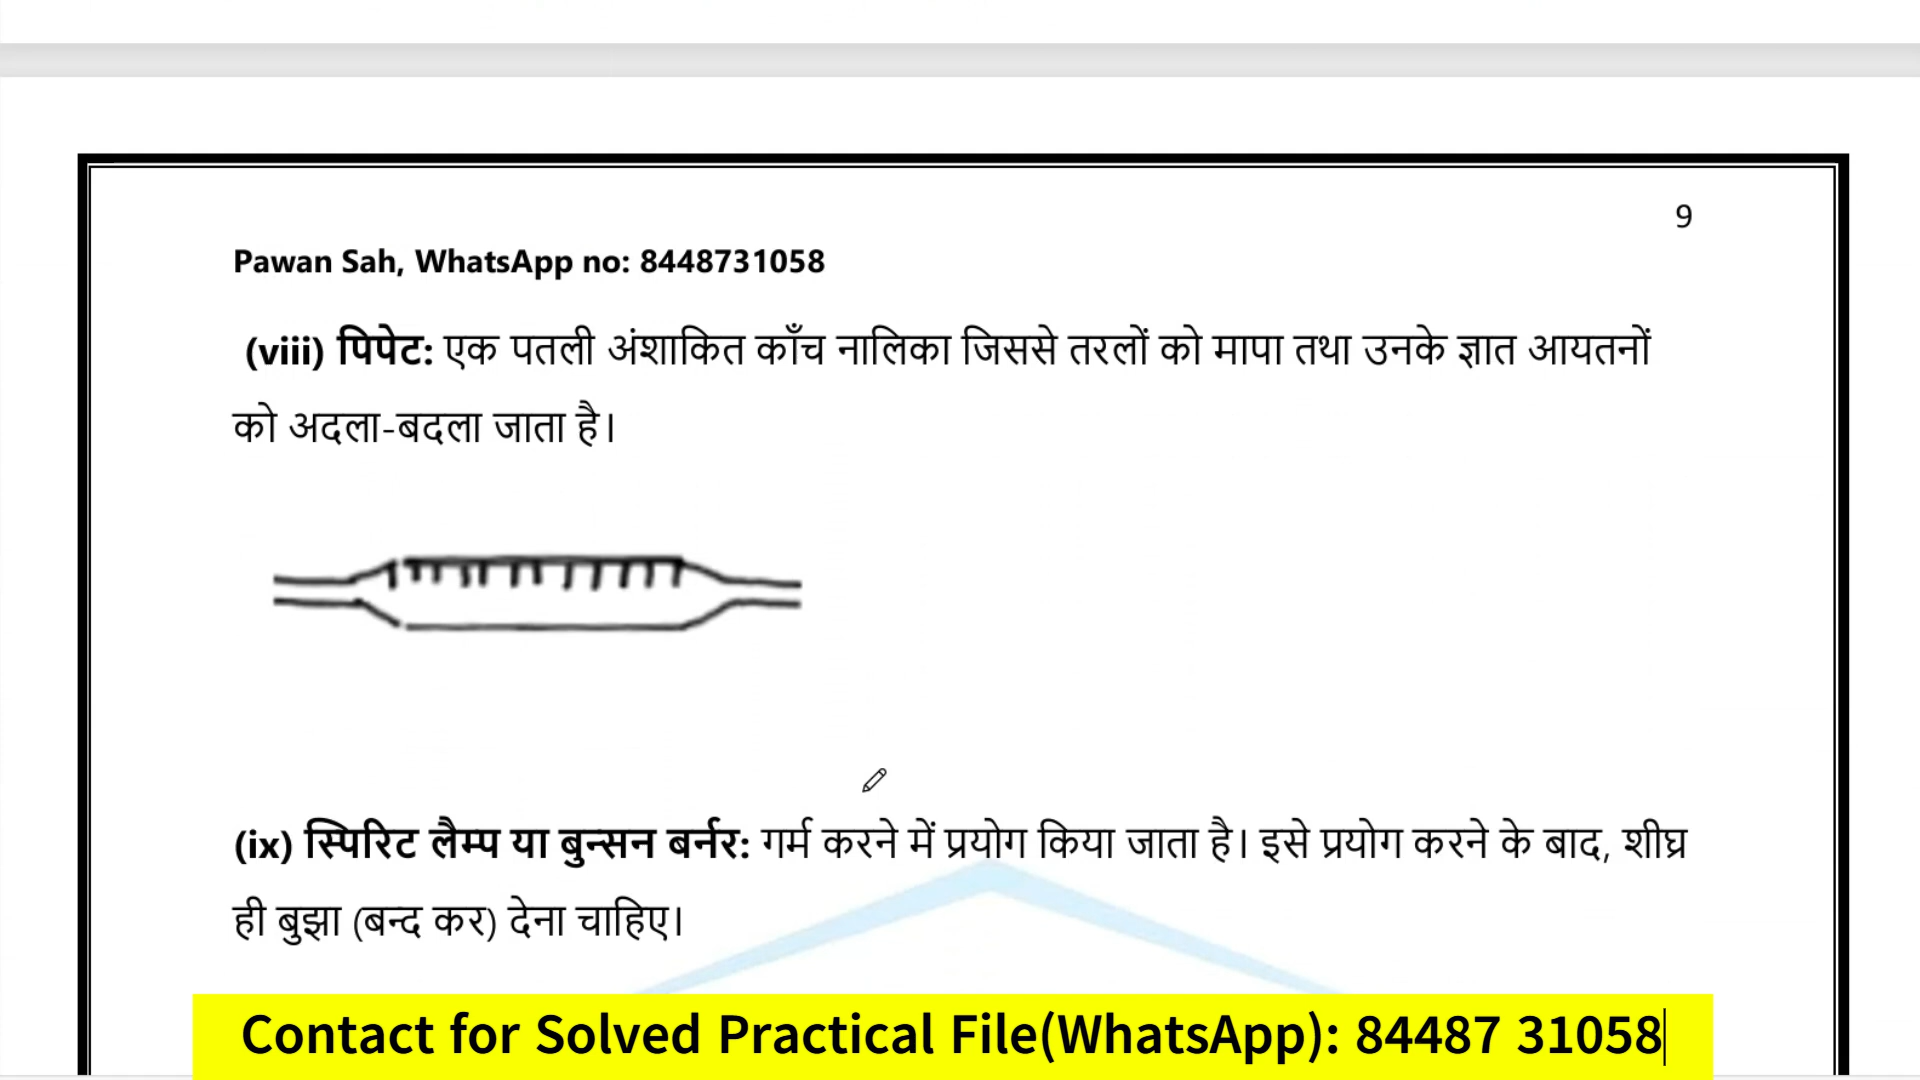 9
Pawan Sah, WhatsApp no: 8448731058
(viii) पिपेट: एक पतली अंशाकित काँच नालिका जिससे तरलों को मापा तथा उनके ज्ञात आयतनों
को अदला-बदला जाता है।
(ix) स्पिरिट लैम्प या बुन्सन बर्नर: गर्म करने में प्रयोग किया जाता है। इसे प्रयोग करने के बाद, शीघ्र
ही बुझा (बन्द कर) देना चाहिए।
Contact for Solved Practical File(WhatsApp): 84487 31058